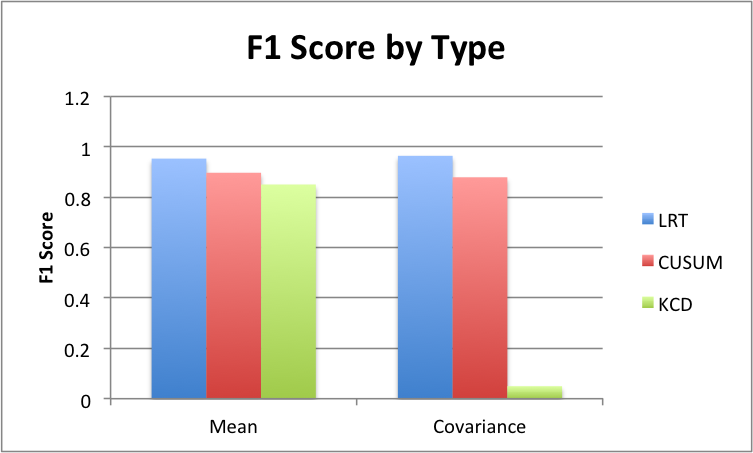 F1 Score by Type
1.2
1
0.8
0.6
0.4
0.2
0
F1 Score
Mean
Covariance
LRT
CUSUM
KCD